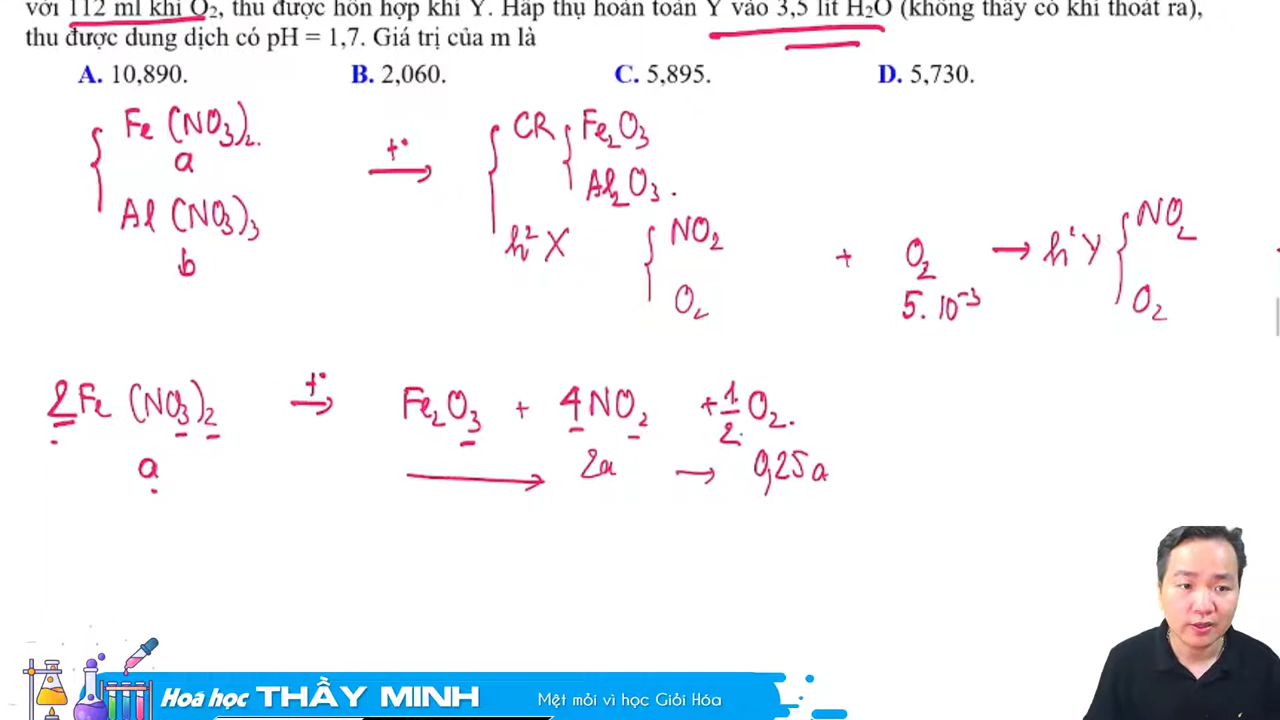 với 112 ml khí O₂, thu được hỗn hợp khí Y. Hấp thụ hoàn toàn Y vào 3,5 lít H₂O (không thấy có khí thoát ra),
thu được dung dịch có pH = 1,7. Giá trị của m là
A. 10,890. B. 2,060. C. 5,895. D. 5,730.
Fe (NO3)2. t° CR Fe2O3
a
Al2O3.
Al (NO3)3
b
h² X NO2 + O2 → h² Y NO2
O2 5.10⁻³ O2
2Fe (NO3)2 t° → Fe2O3 + 4NO2 + 1/2 O2.
a → 2a → 0,25a
Hoá học THẦY MINH Mệt mỏi vì học Giỏi Hóa